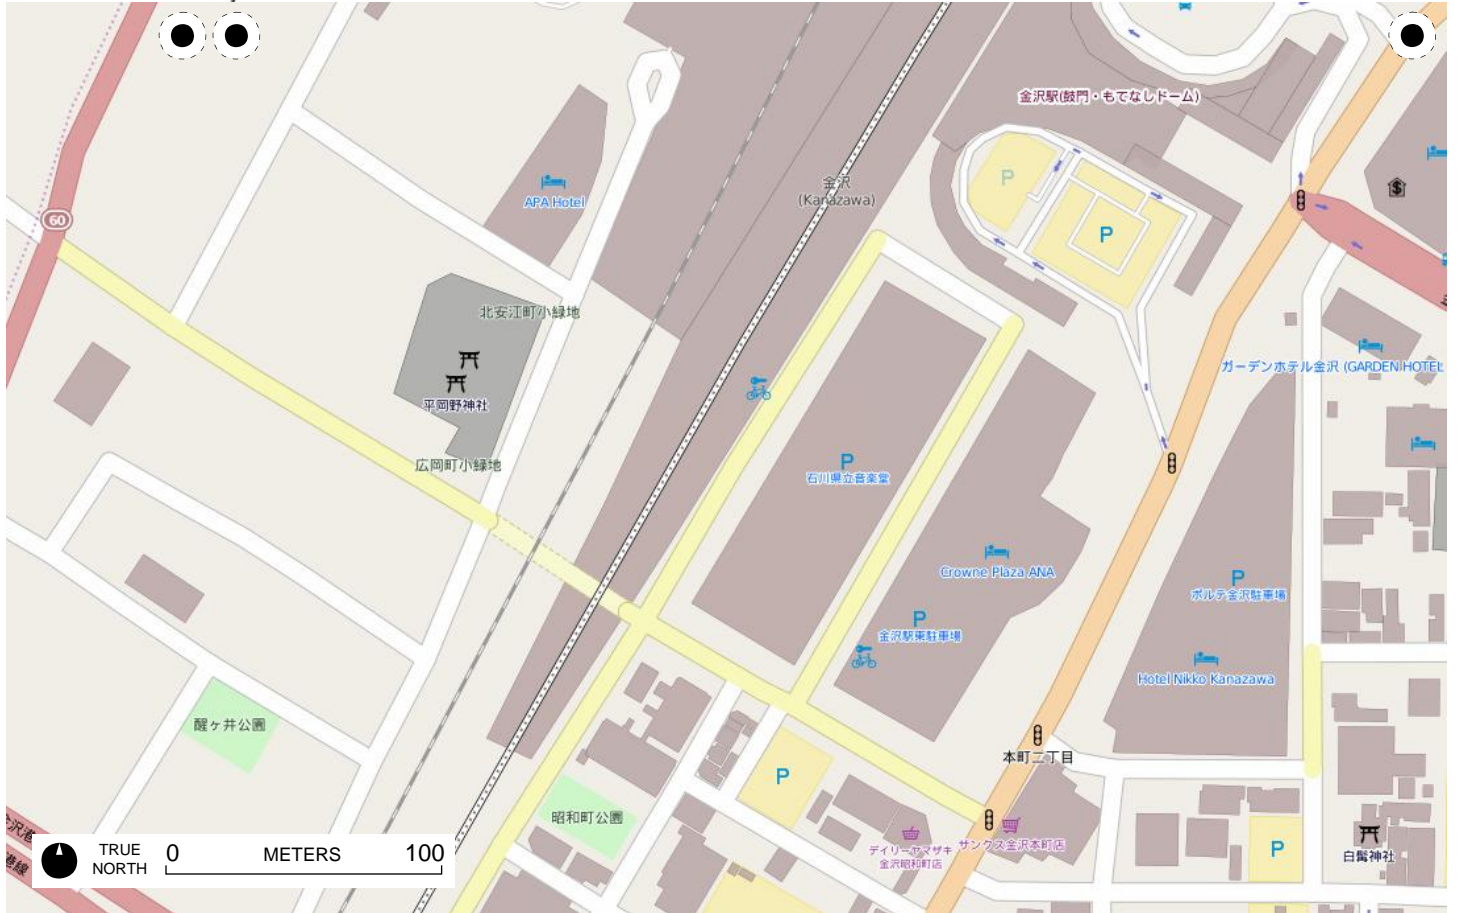 金沢駅(鼓門・もてなしドーム)
金沢
(Kanazawa)
APA Hotel
60
北安江町小緑地
平岡野神社
広岡町小緑地
ガーデンホテル金沢 (GARDEN HOTEL
P
P
P
石川県立音楽堂
Crowne Plaza ANA
P
金沢駅東駐車場
P
ポルテ金沢駐車場
Hotel Nikko Kanazawa
醒ヶ井公園
本町二丁目
P
昭和町公園
デイリーヤマザキ
金沢昭和町店
サンクス金沢本町店
P
白髭神社
TRUE
NORTH
0 METERS 100